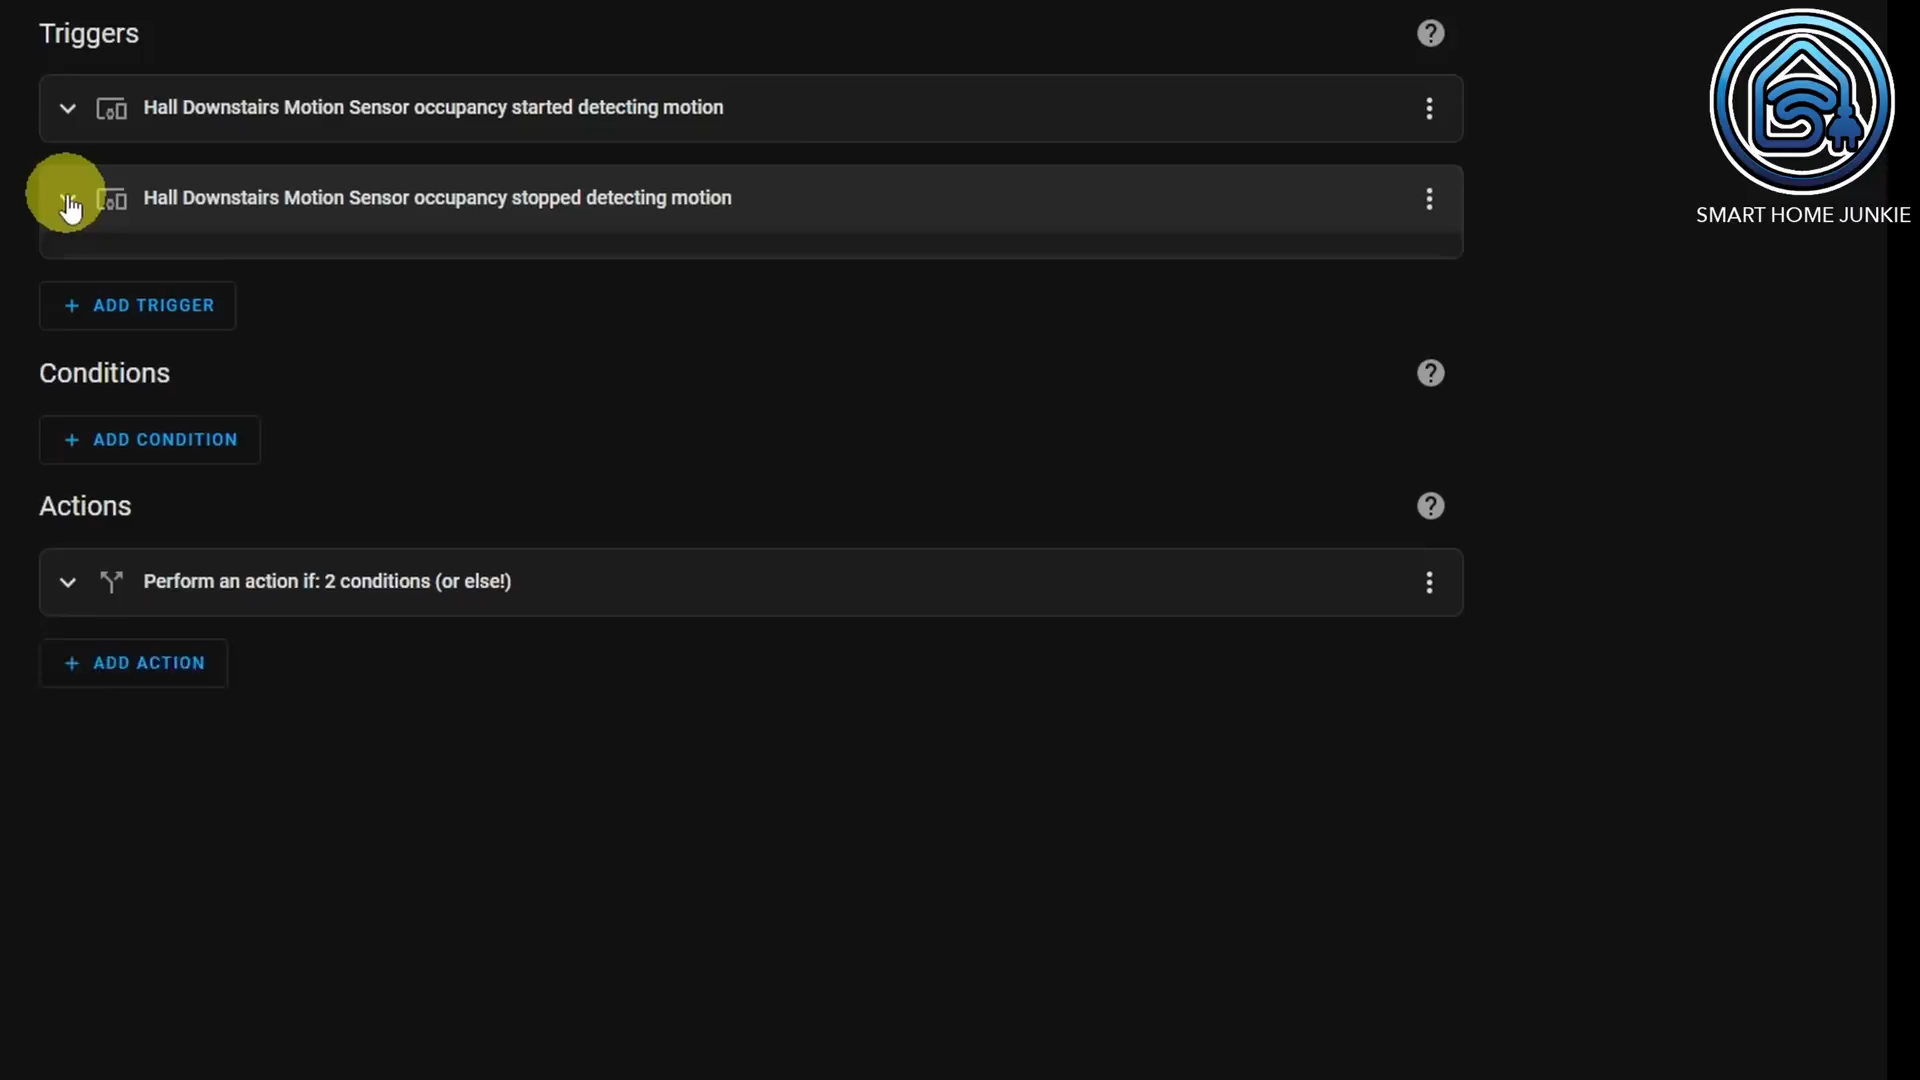 Triggers
Hall Downstairs Motion Sensor occupancy started detecting motion
Hall Downstairs Motion Sensor occupancy stopped detecting motion
+ ADD TRIGGER
Conditions
+ ADD CONDITION
Actions
Perform an action if: 2 conditions (or else!)
+ ADD ACTION
SMART HOME JUNKIE